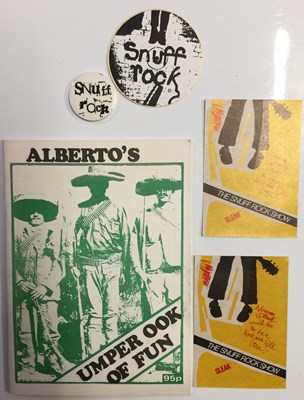 Snuff
rock
Snuff
rock
ALBERTO'S
UMPER OOK
OF FUN
95p
THE SNUFF ROCK SHOW
SLEAK
THE SNUFF ROCK SHOW
SLEAK